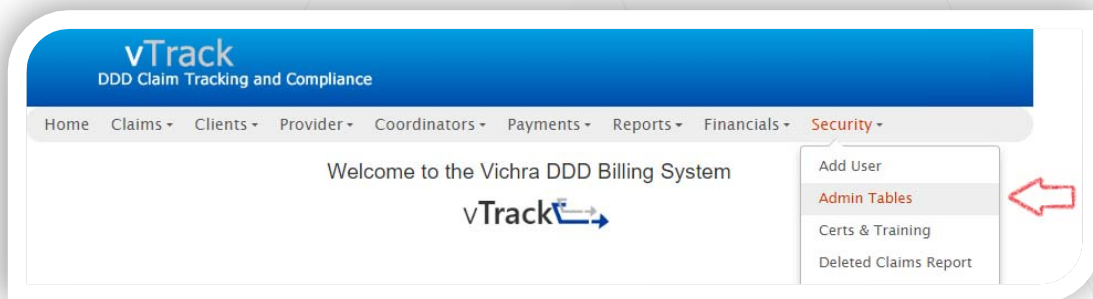 vTrack
DDD Claim Tracking and Compliance
Home Claims Clients Provider Coordinators Payments Reports Financials Security
Welcome to the Vichra DDD Billing System
vTrack
Add User
Admin Tables
Certs & Training
Deleted Claims Report